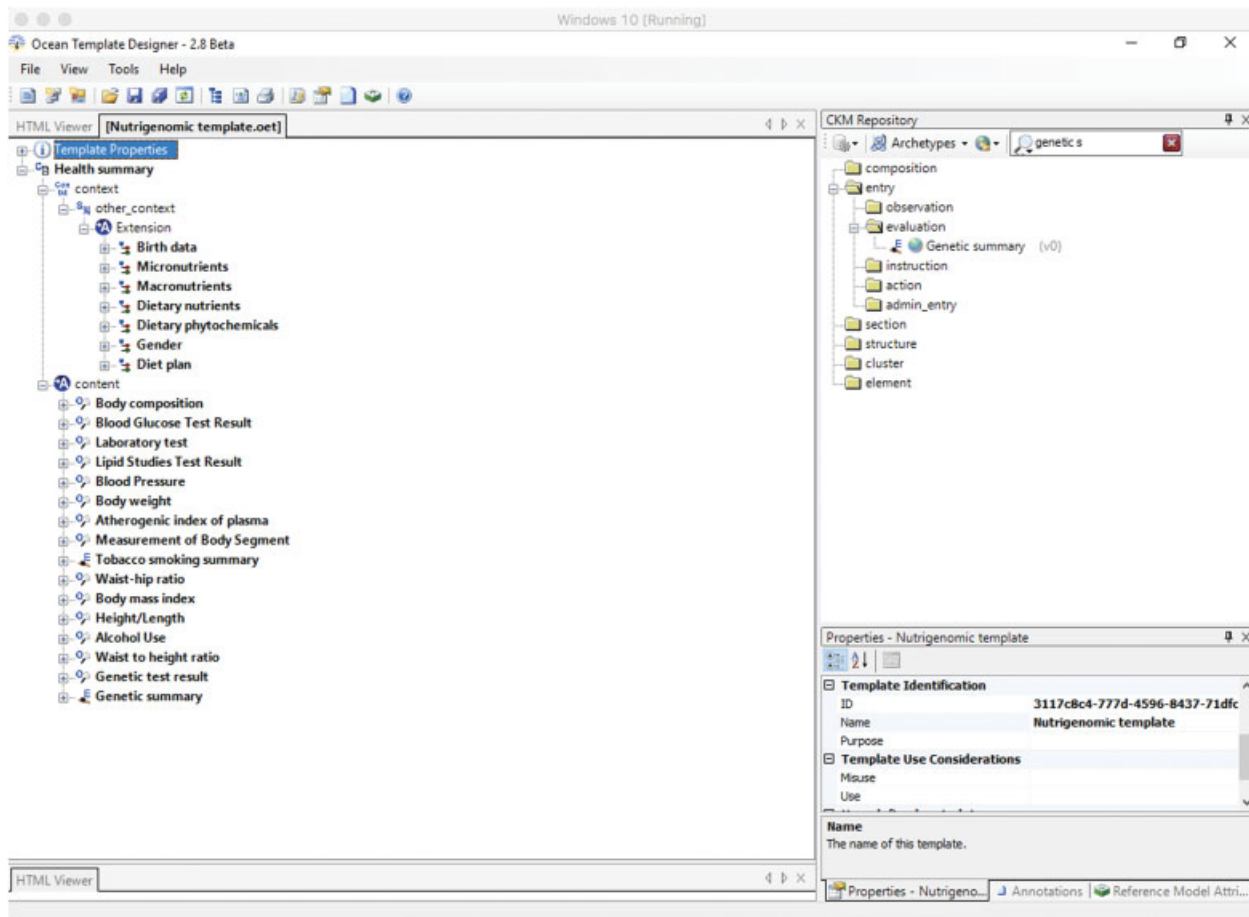 Windows 10 [Running]
Ocean Template Designer - 2.8 Beta
File View Tools Help
HTML Viewer [Nutrigenomic template.oet]
Template Properties
Health summary
context
other_context
Extension
Birth data
Micronutrients
Macronutrients
Dietary nutrients
Dietary phytochemicals
Gender
Diet plan
content
Body composition
Blood Glucose Test Result
Laboratory test
Lipid Studies Test Result
Blood Pressure
Body weight
Atherogenic index of plasma
Measurement of Body Segment
Tobacco smoking summary
Waist-hip ratio
Body mass index
Height/Length
Alcohol Use
Waist to height ratio
Genetic test result
Genetic summary
HTML Viewer
CKM Repository
Archetypes genetic s
composition
entry
observation
evaluation
Genetic summary (v0)
instruction
action
admin_entry
section
structure
cluster
element
Properties - Nutrigenomic template
Template Identification
ID 3117c8c4-777d-4596-8437-71dfc
Name Nutrigenomic template
Purpose
Template Use Considerations
Misuse
Use
Name
The name of this template.
Properties - Nutrigeno... Annotations Reference Model Attri...